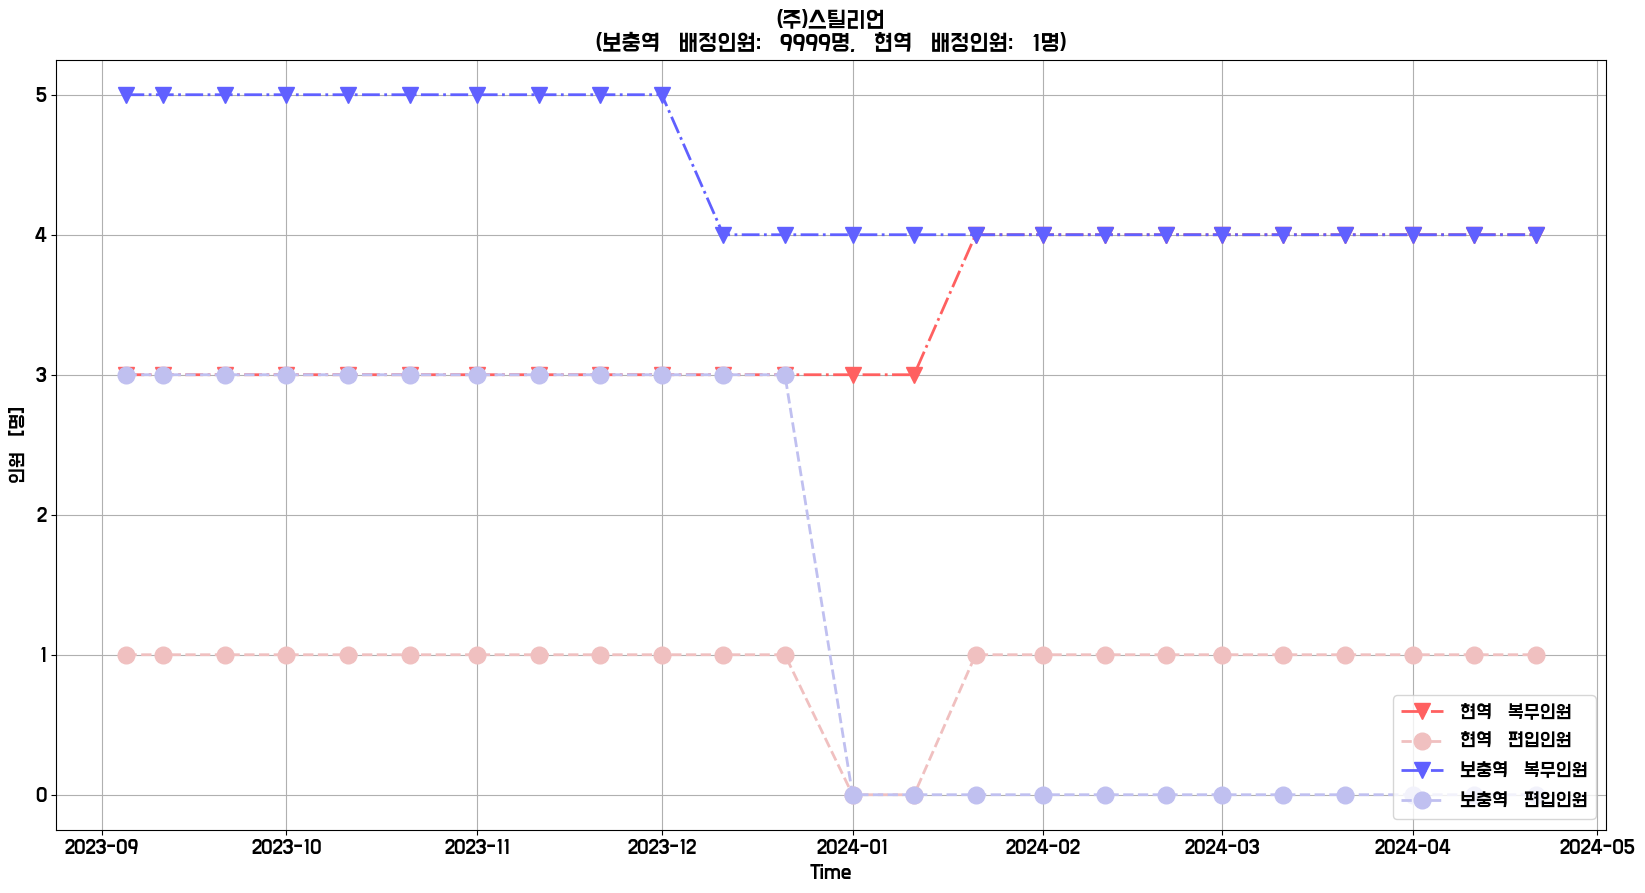 (주)스틸리언
(보충역 배정인원: 9999명, 현역 배정인원: 1명)
인원 [명]
5
4
3
2
1
0
현역 복무인원
현역 편입인원
보충역 복무인원
보충역 편입인원
2023-09 2023-10 2023-11 2023-12 2024-01 2024-02 2024-03 2024-04 2024-05
Time